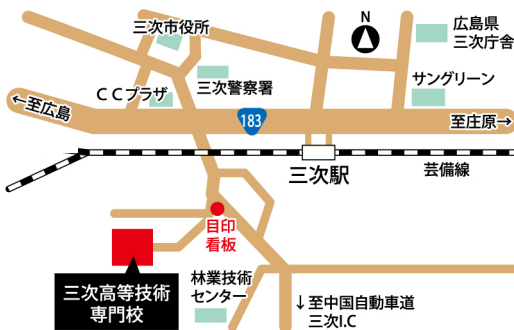 三次市役所
N
広島県
三次庁舎
三次警察署
サングリーン
CCプラザ
←至広島
183
至庄原→
三次駅
芸備線
目印
看板
三次高等技術
専門校
林業技術
センター
↓至中国自動車道
三次I.C